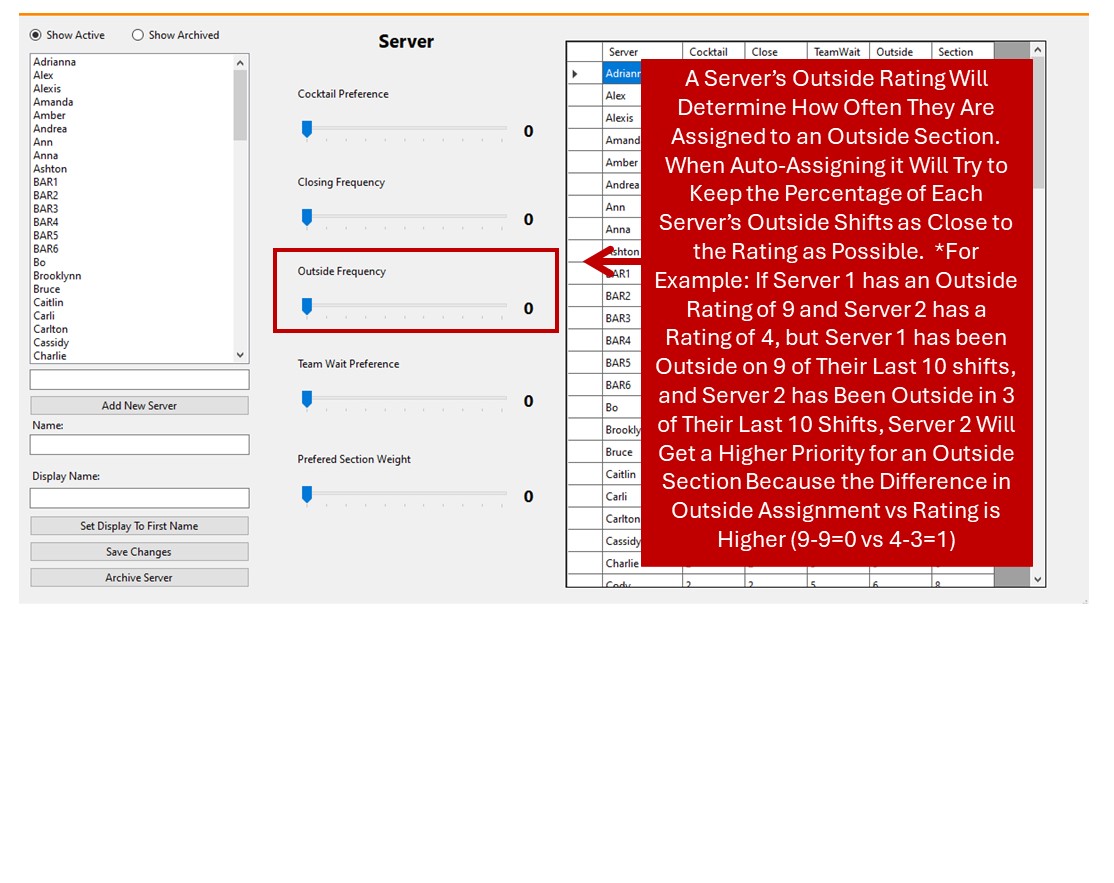 Show Active
Show Archived
Adrianna
Alex
Alexis
Amanda
Amber
Andrea
Ann
Anna
Ashton
BAR1
BAR2
BAR3
BAR4
BAR5
BAR6
Bo
Brooklynn
Bruce
Caitlin
Carli
Carlton
Cassidy
Charlie
Add New Server
Name:
Display Name:
Set Display To First Name
Save Changes
Archive Server
Server
Cocktail Preference
0
Closing Frequency
0
Outside Frequency
0
Team Wait Preference
0
Prefered Section Weight
0
Server Cocktail Close TeamWait Outside Section
Adriann
Alex
Alexis
Amand
Amber
Andrea
Ann
Anna
shton
BAR1
BAR2
BAR3
BAR4
BAR5
BAR6
Bo
Brookly
Bruce
Caitlin
Carli
Carlton
Cassidy
Charlie
Cody 2 2 5 6 8
A Server’s Outside Rating Will
Determine How Often They Are
Assigned to an Outside Section.
When Auto-Assigning it Will Try to
Keep the Percentage of Each
Server’s Outside Shifts as Close to
the Rating as Possible. *For
Example: If Server 1 has an Outside
Rating of 9 and Server 2 has a
Rating of 4, but Server 1 has been
Outside on 9 of Their Last 10 shifts,
and Server 2 has Been Outside in 3
of Their Last 10 Shifts, Server 2 Will
Get a Higher Priority for an Outside
Section Because the Difference in
Outside Assignment vs Rating is
Higher (9-9=0 vs 4-3=1)